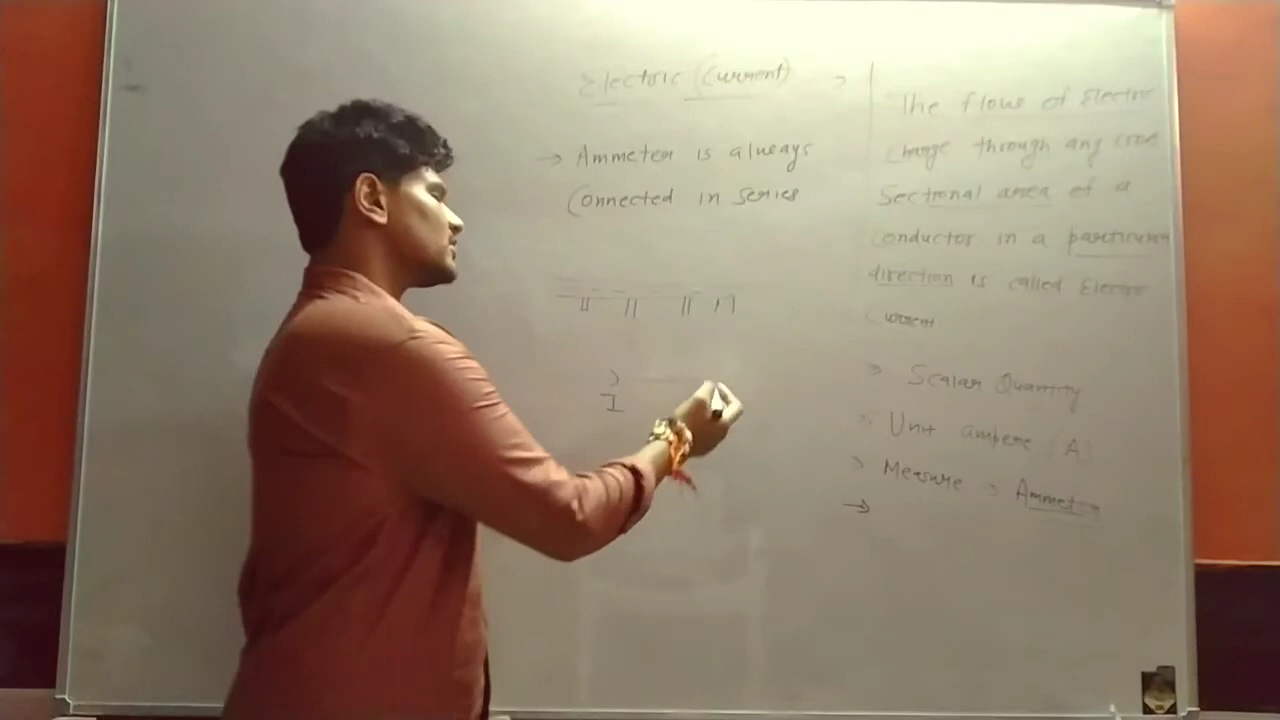 Electric (Current) →
→ Ammeter is always
Connected in series
I
The flow of Electric
charge through any cros
Sectional area of a
conductor in a particular
direction is called Electric
Current
→ Scalar Quantity
→ Unit ampere (A)
→ Measure → Ammeter
→